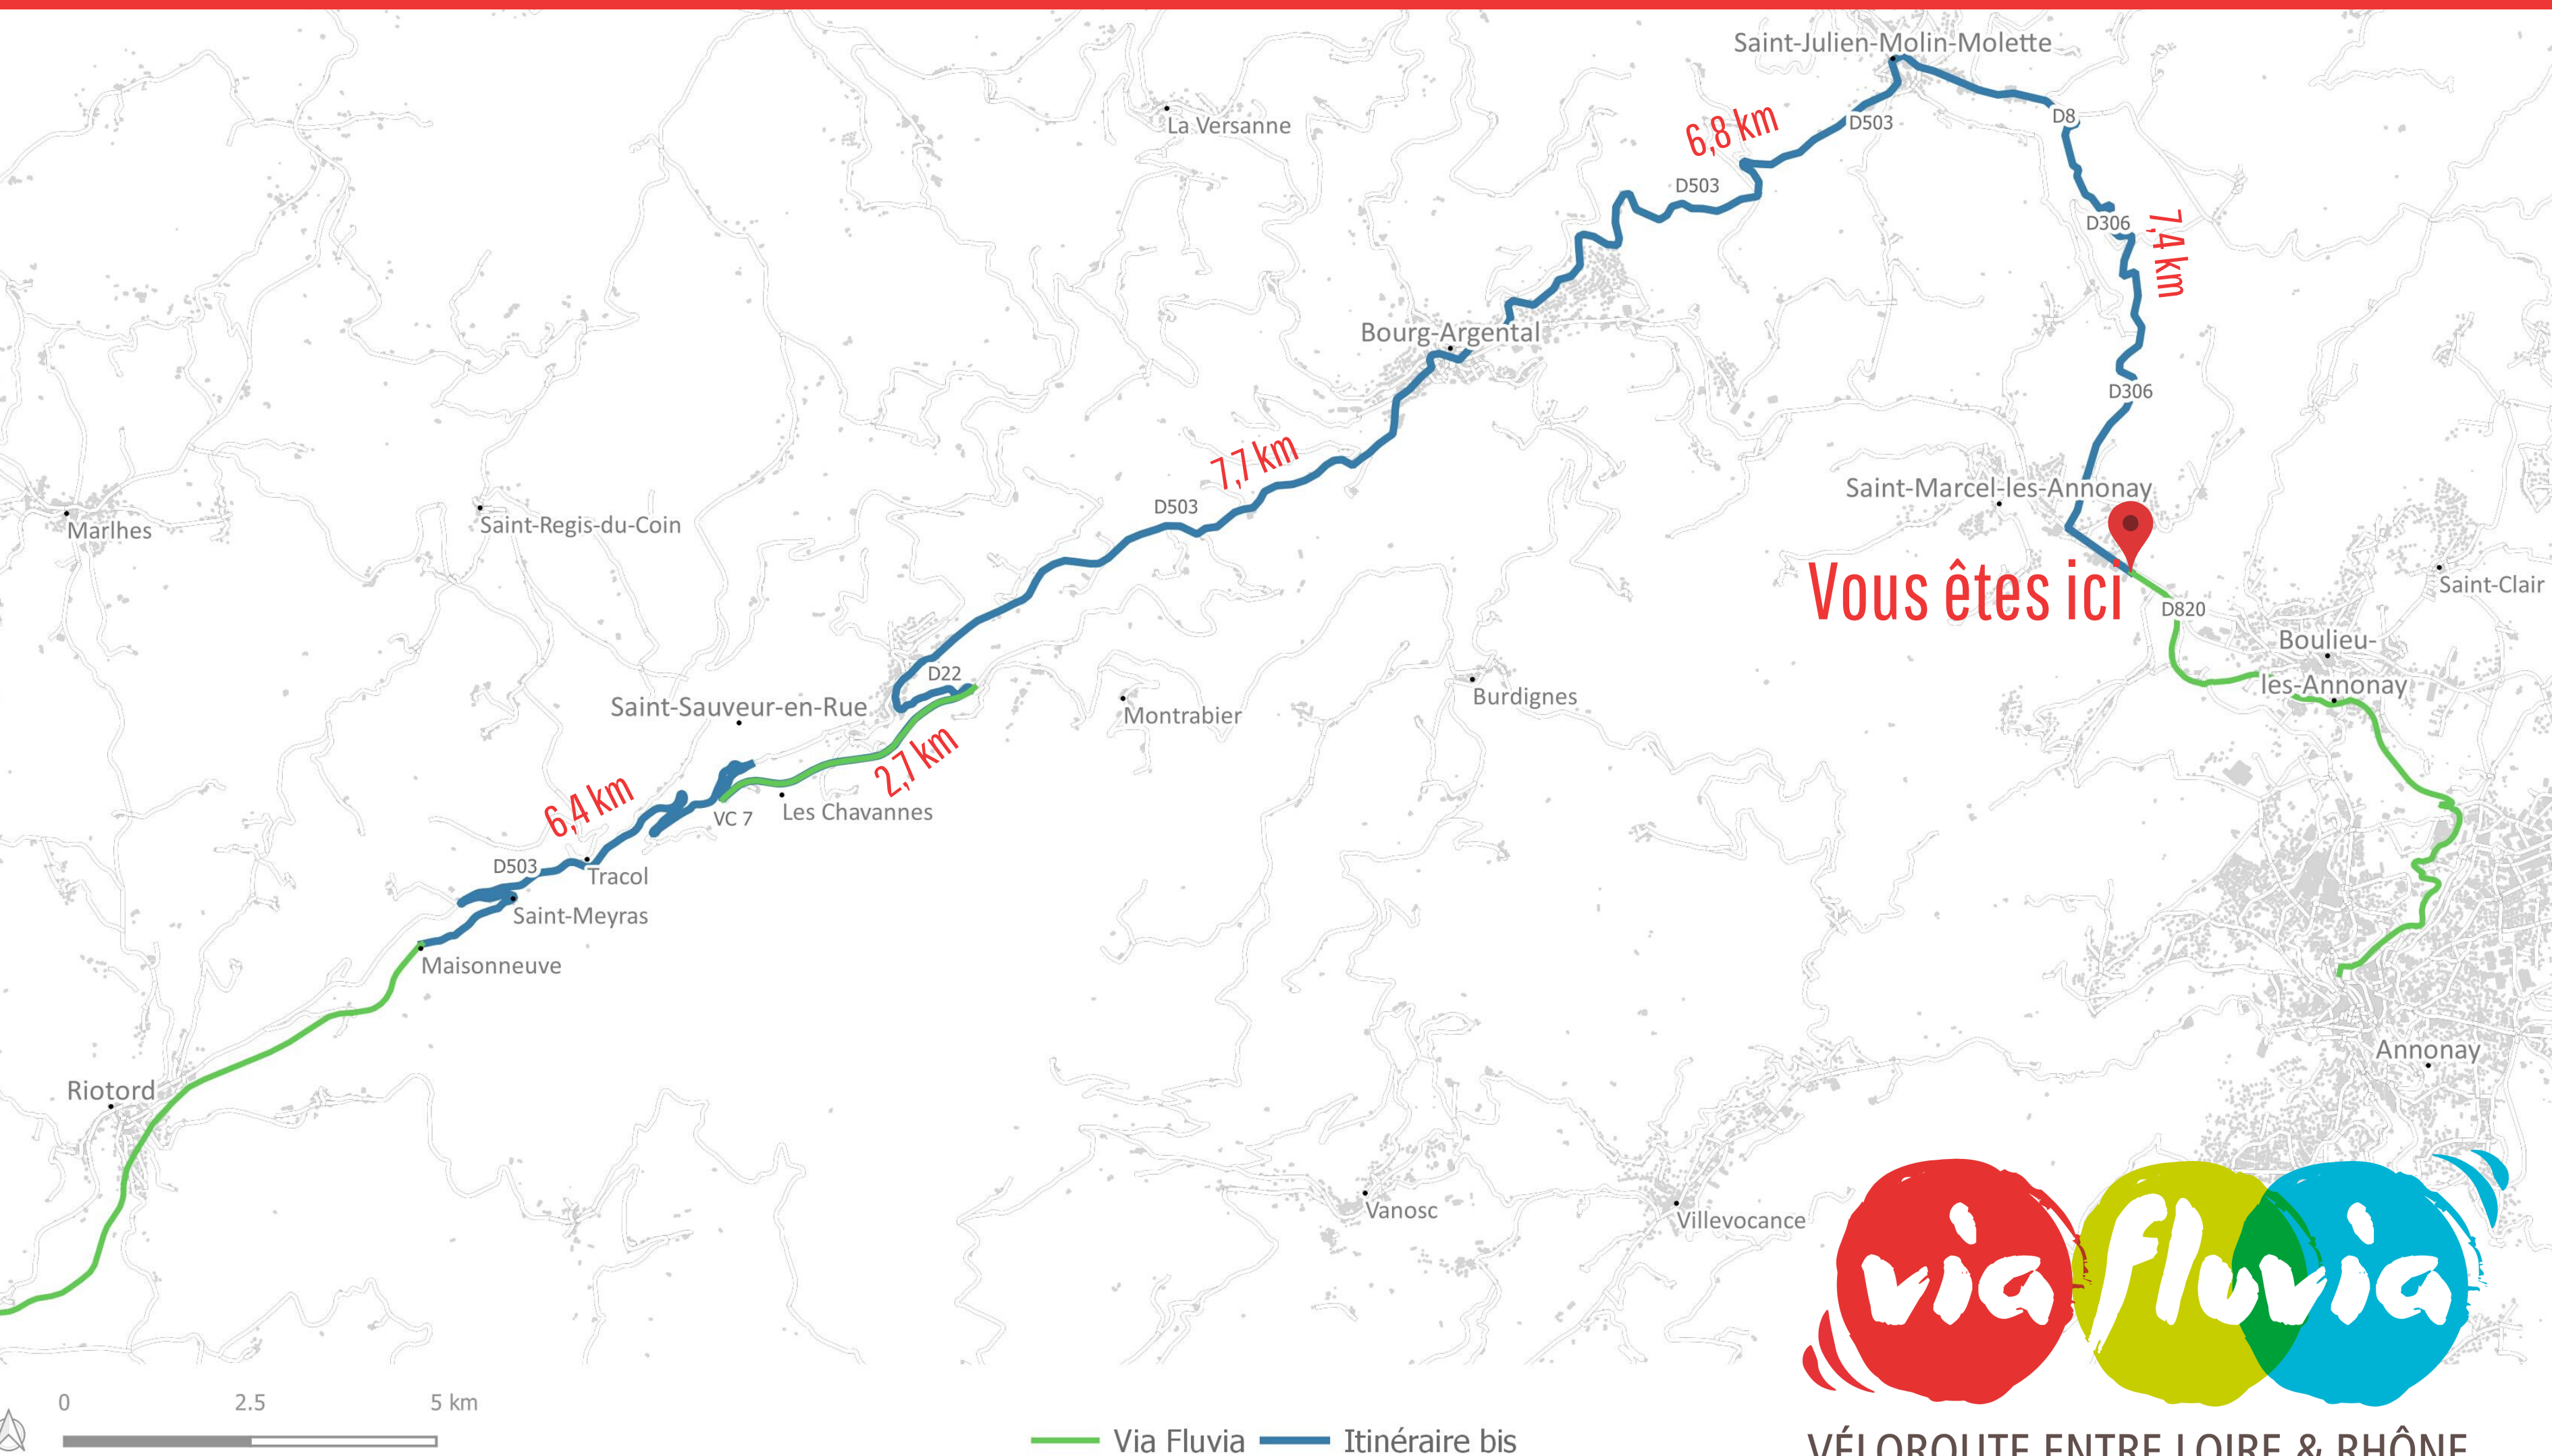 Saint-Julien-Molin-Molette
La Versanne
D503
D8
6,8 km
D503
D306
7,4 km
Bourg-Argental
D306
7,7 km
D503
Saint-Marcel-les-Annonay
Marlhes
Saint-Regis-du-Coin
Vous êtes ici
Saint-Clair
D820
Boulieu-
les-Annonay
D22
Saint-Sauveur-en-Rue
Montrabier
Burdignes
2,7 km
6,4 km
VC 7
Les Chavannes
D503
Tracol
Saint-Meyras
Maisonneuve
Riotord
Annonay
Vanosc
Villevocance
via fluvia
0 2.5 5 km
Via Fluvia
Itinéraire bis
VÉLOROUTE ENTRE LOIRE & RHÔNE